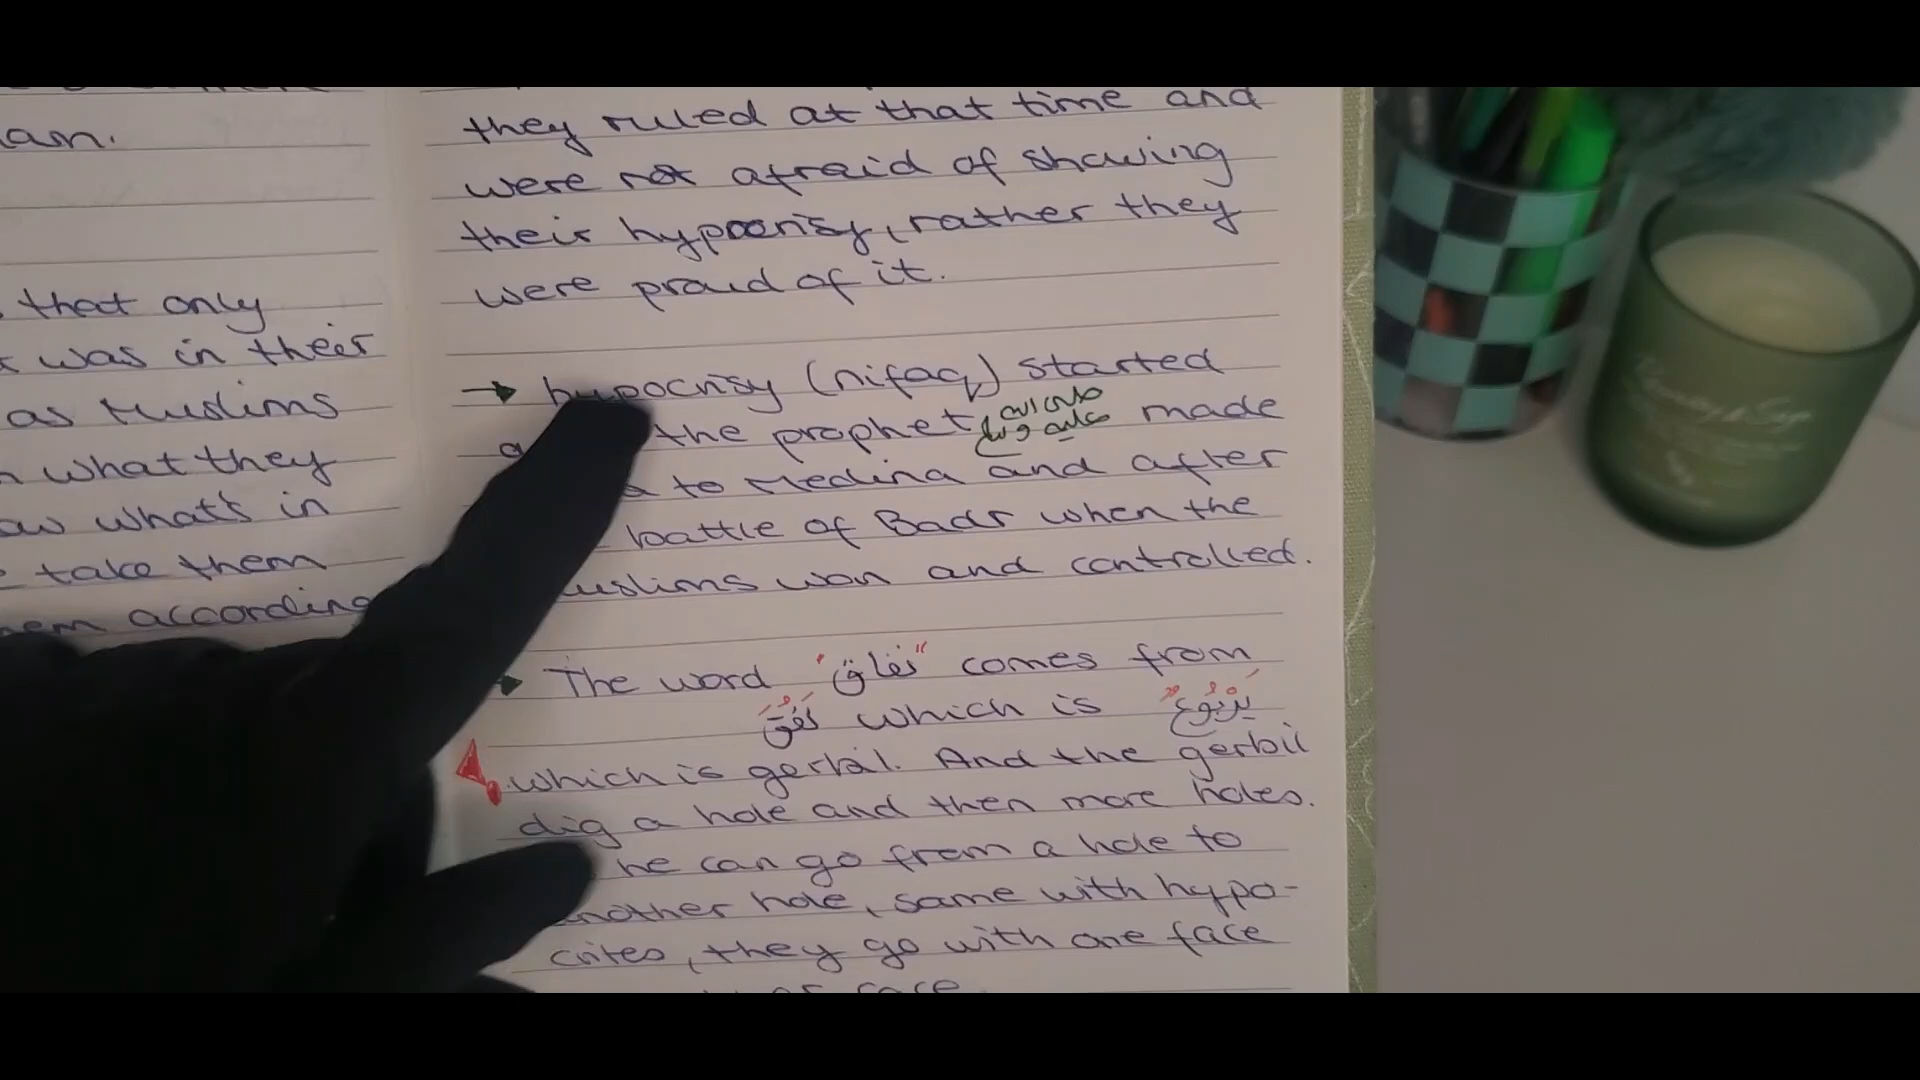 am.
that only
was in their
as Muslims
what they
what's in
take them
according
they ruled at that time and
were not afraid of showing
their hypocrisy, rather they
were proud of it.
→ hypocrisy (nifaq) started
the prophet صلى الله عليه وسلم made
to Medina and after
battle of Badr when the
uslims won and controlled.
→ The word "نفاق" comes from
نفق which is يربوع
which is gerbil. And the gerbil
dig a hole and then more holes.
he can go from a hole to
nother hole, same with hypo-
crites, they go with one face
face